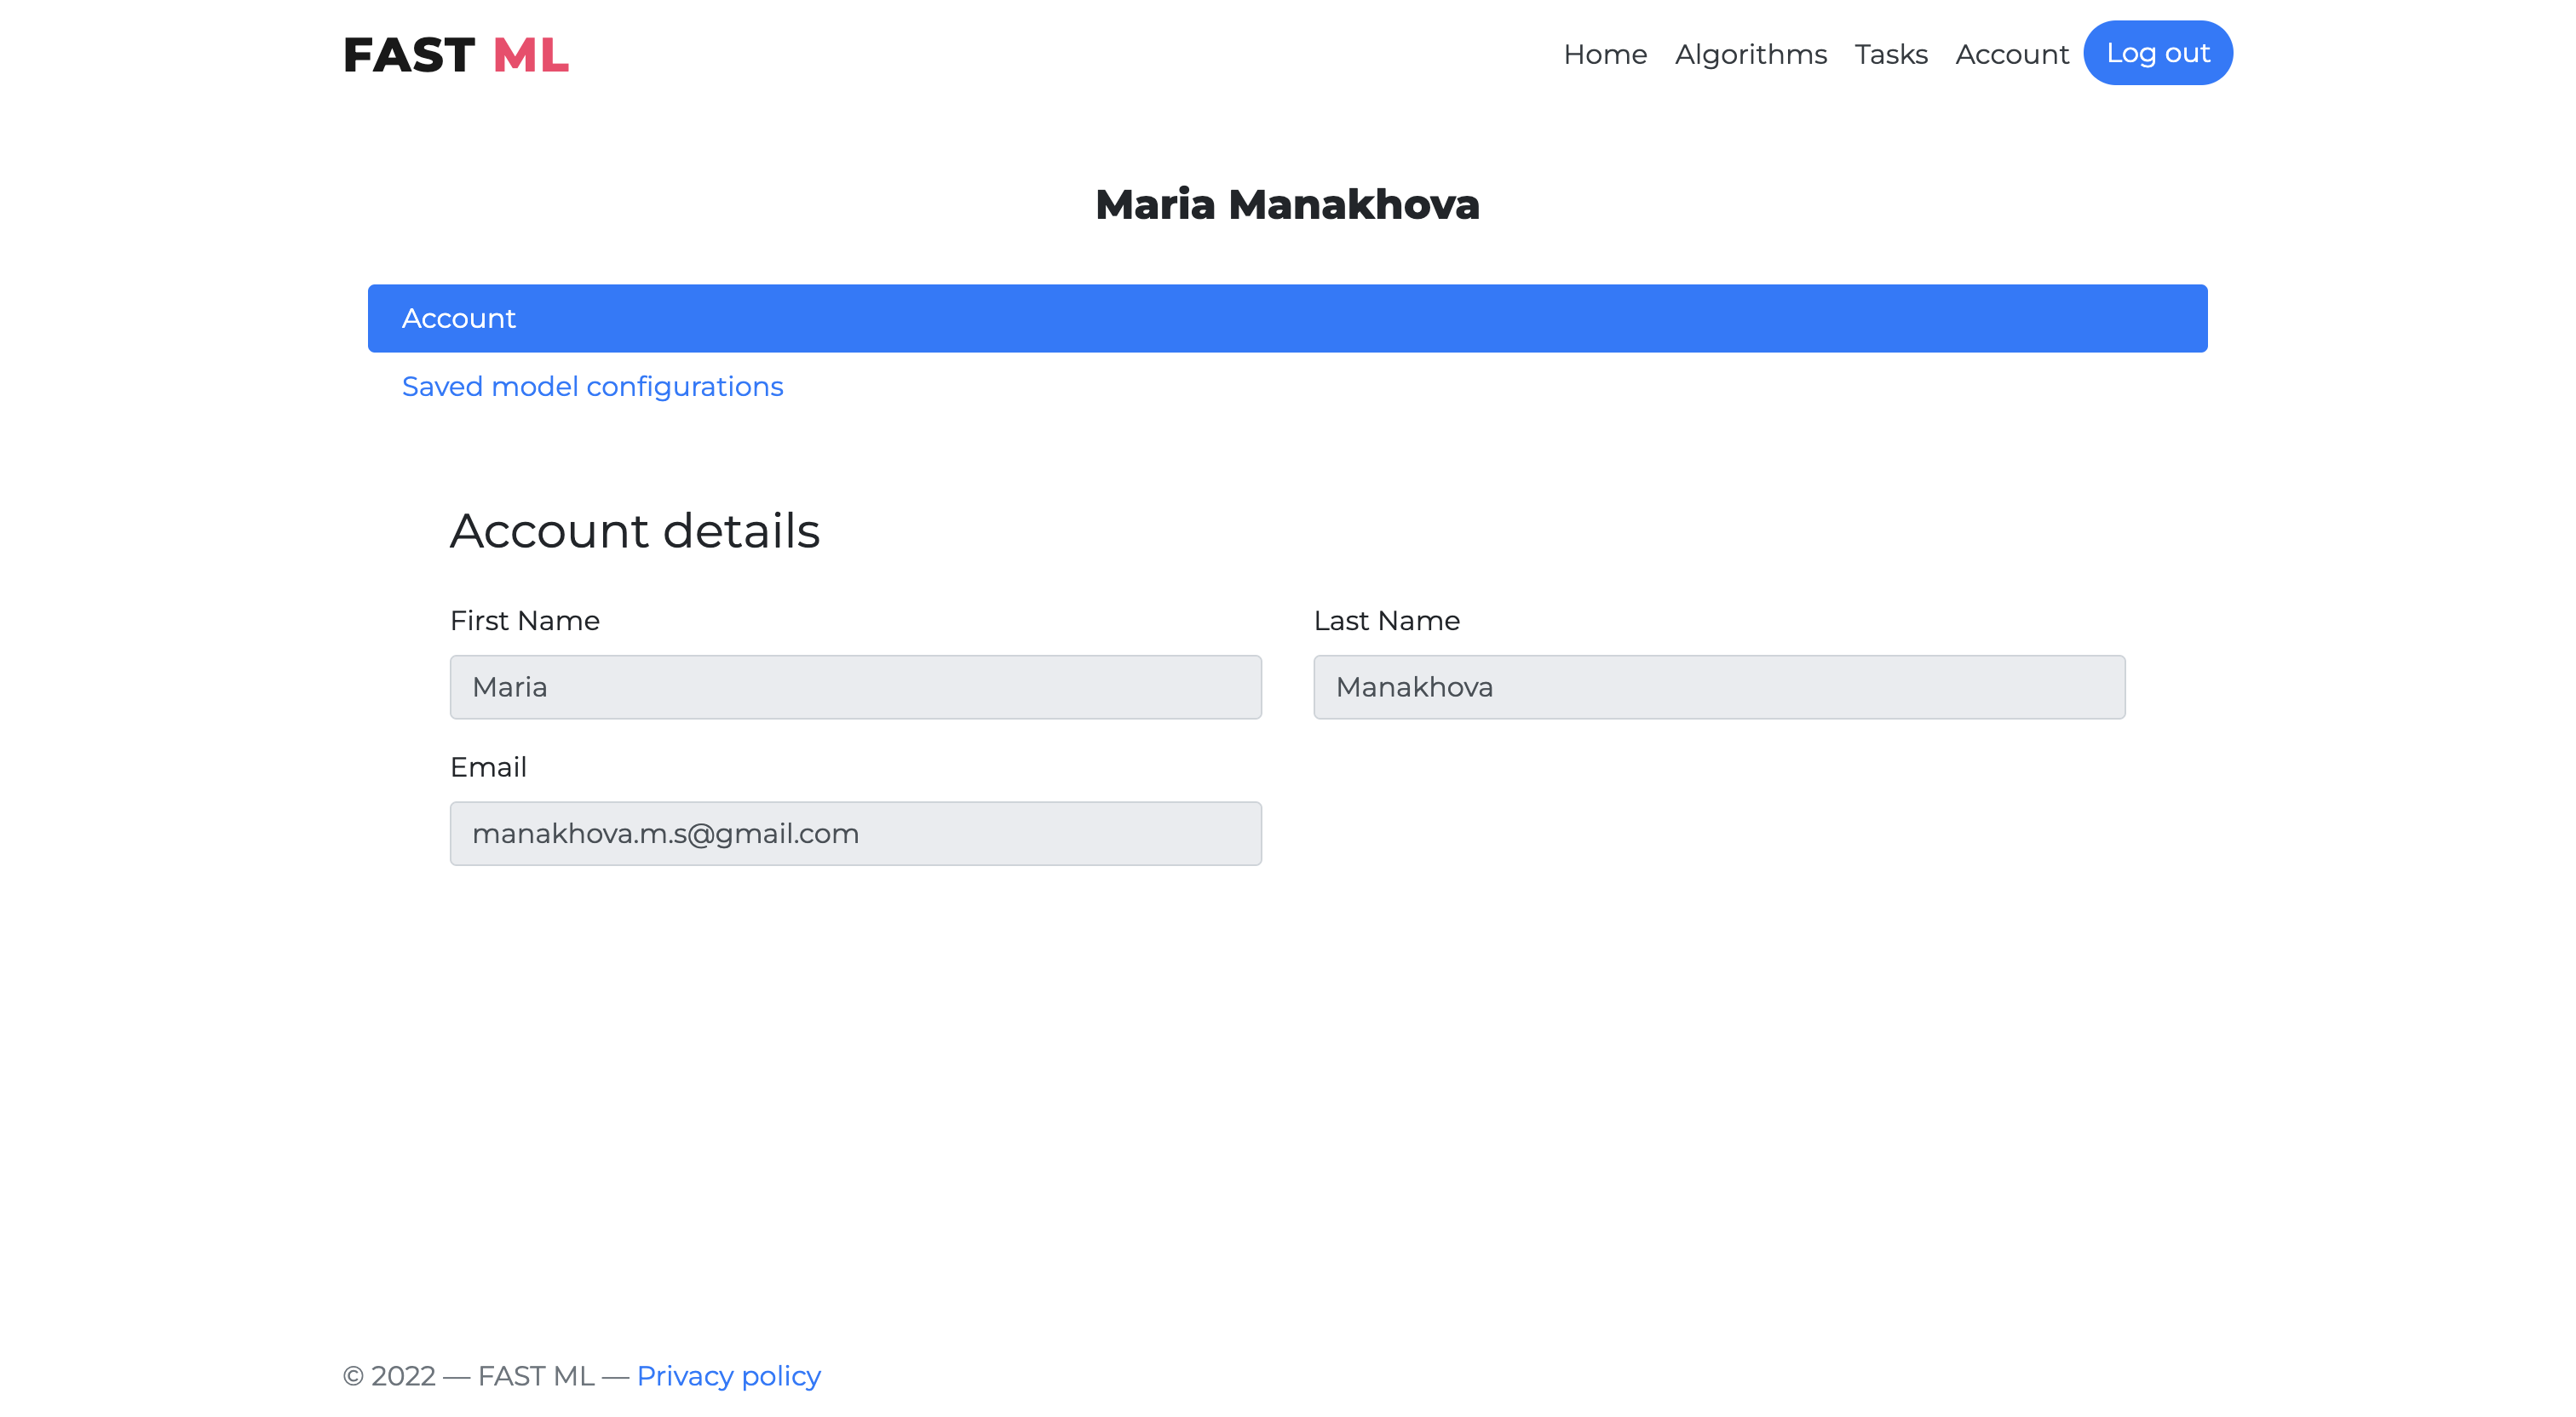 FAST ML
Home Algorithms Tasks Account Log out
Maria Manakhova
Account
Saved model configurations
Account details
First Name Last Name
Maria Manakhova
Email
manakhova.m.s@gmail.com
© 2022 — FAST ML — Privacy policy